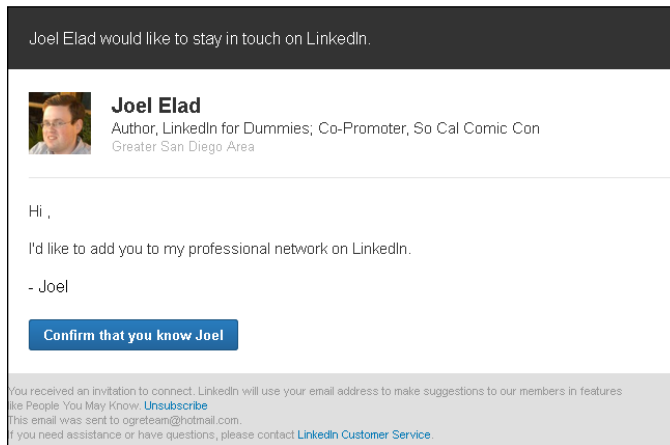 Joel Elad would like to stay in touch on LinkedIn.
Joel Elad
Author, LinkedIn for Dummies; Co-Promoter, So Cal Comic Con
Greater San Diego Area
Hi ,
I'd like to add you to my professional network on LinkedIn.
- Joel
Confirm that you know Joel
You received an invitation to connect. LinkedIn will use your email address to make suggestions to our members in features
like People You May Know. Unsubscribe
This email was sent to ogreteam@hotmail.com.
If you need assistance or have questions, please contact LinkedIn Customer Service.